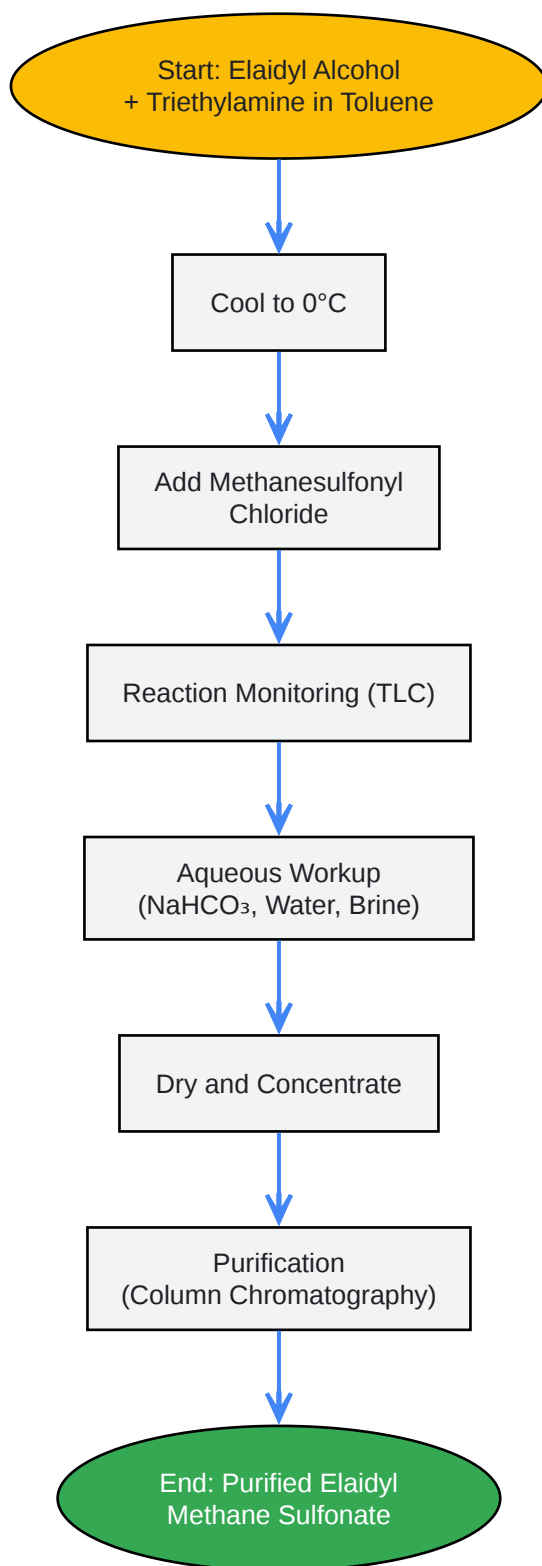 Start: Elaidyl Alcohol
+ Triethylamine in Toluene
Cool to 0°C
Add Methanesulfonyl
Chloride
Reaction Monitoring (TLC)
Aqueous Workup
(NaHCO₃, Water, Brine)
Dry and Concentrate
Purification
(Column Chromatography)
End: Purified Elaidyl
Methane Sulfonate